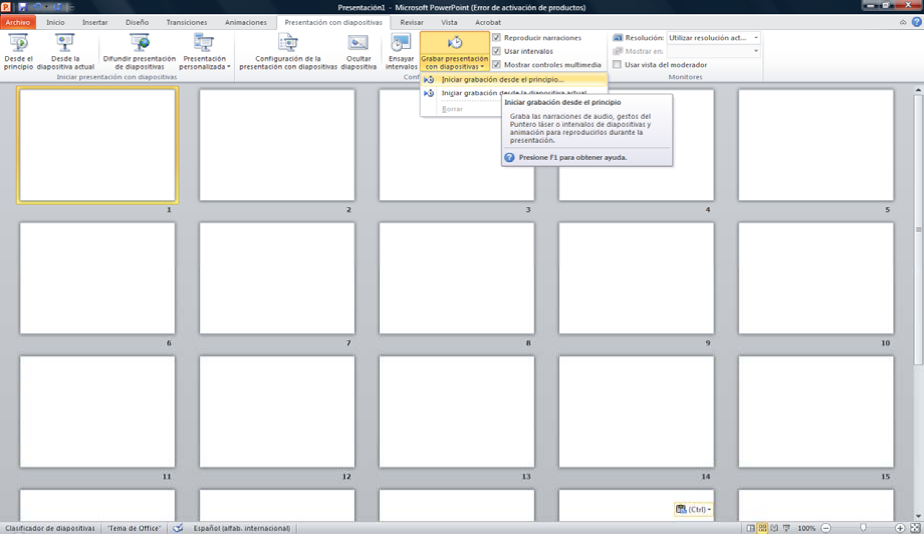 Presentación1 - Microsoft PowerPoint (Error de activación de productos)
Archivo Inicio Insertar Diseño Transiciones Animaciones Presentación con diapositivas Revisar Vista Acrobat
Desde el principio
Desde la diapositiva actual
Difundir presentación de diapositivas
Presentación personalizada
Iniciar presentación con diapositivas
Configuración de la presentación con diapositivas
Ocultar diapositiva
Ensayar intervalos
Grabar presentación con diapositivas
Reproducir narraciones
Usar intervalos
Mostrar controles multimedia
Conf
Resolución: Utilizar resolución act...
Mostrar en:
Usar vista del moderador
Monitores
Iniciar grabación desde el principio...
Iniciar grabación desde la diapositiva actual...
Borrar
Iniciar grabación desde el principio
Graba las narraciones de audio, gestos del
Puntero láser o intervalos de diapositivas y
animación para reproducirlos durante la
presentación.
Presione F1 para obtener ayuda.
1 2 3 4 5
6 7 8 9 10
11 12 13 14 15
(Ctrl)
Clasificador de diapositivas "Tema de Office" Español (alfab. internacional) 100%